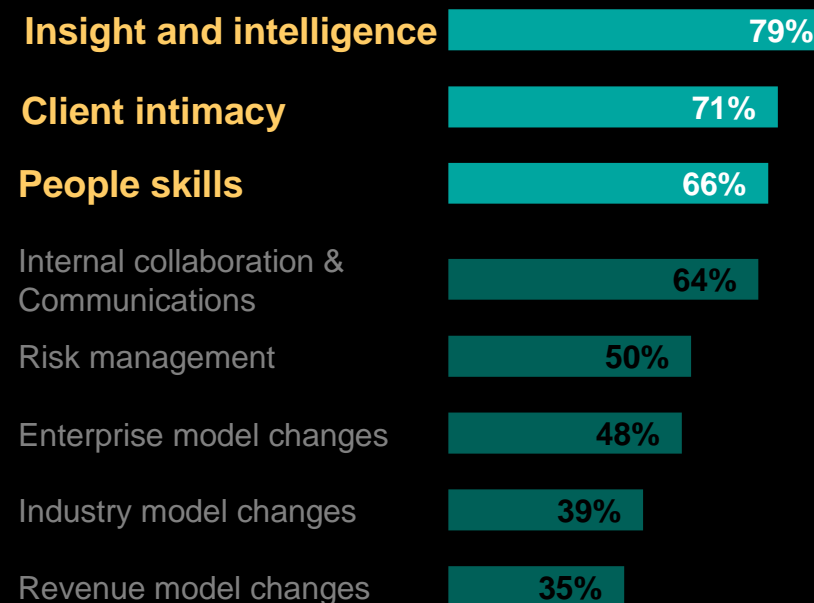 Insight and intelligence 79%
Client intimacy 71%
People skills 66%
Internal collaboration &
Communications 64%
Risk management 50%
Enterprise model changes 48%
Industry model changes 39%
Revenue model changes 35%